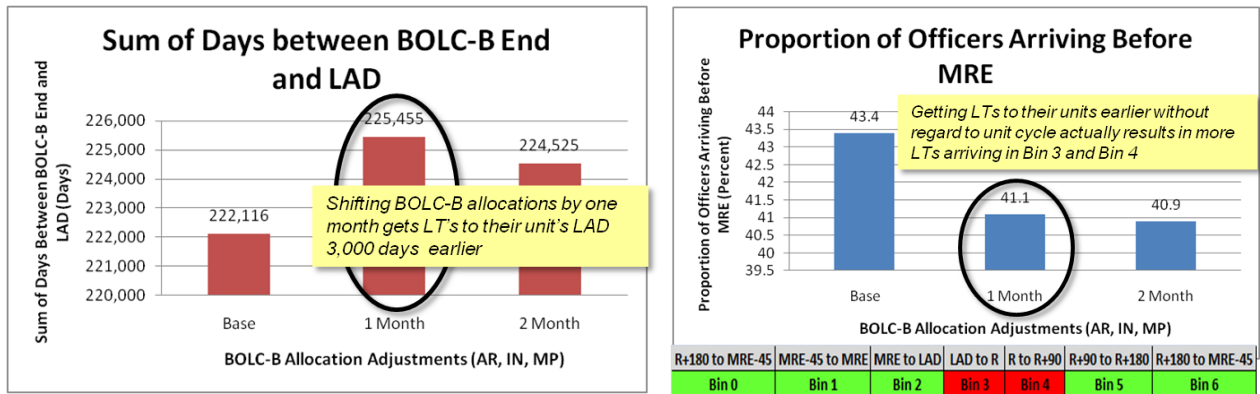 Sum of Days between BOLC-B End
and LAD
Sum of Days Between BOLC-B End and
LAD (Days)
226,000
225,000
224,000
223,000
222,000
221,000
220,000
222,116
225,455
224,525
Shifting BOLC-B allocations by one
month gets LT's to their unit's LAD
3,000 days earlier
Base
1 Month
2 Month
BOLC-B Allocation Adjustments (AR, IN, MP)
Proportion of Officers Arriving Before
MRE
Proportion of Officers Arriving Before
MRE (Percent)
44
43.5
43
42.5
42
41.5
41
40.5
40
39.5
43.4
41.1
40.9
Getting LTs to their units earlier without
regard to unit cycle actually results in more
LTs arriving in Bin 3 and Bin 4
Base
1 Month
2 Month
BOLC-B Allocation Adjustments (AR, IN, MP)
R+180 to MRE-45 MRE-45 to MRE MRE to LAD LAD to R R to R+90 R+90 to R+180 R+180 to MRE-45
Bin 0 Bin 1 Bin 2 Bin 3 Bin 4 Bin 5 Bin 6